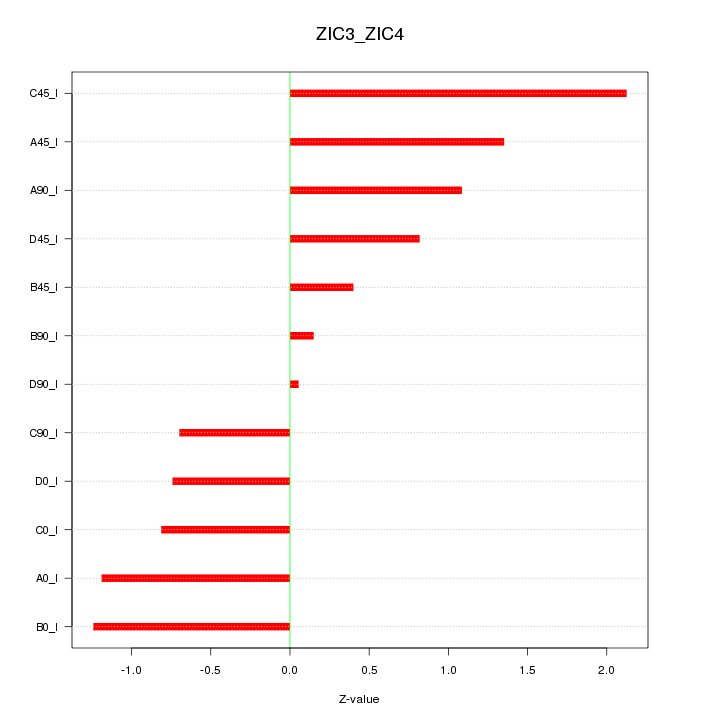 ZIC3_ZIC4
C45_I
A45_I
A90_I
D45_I
B45_I
B90_I
D90_I
C90_I
D0_I
C0_I
A0_I
B0_I
-1.0 -0.5 0.0 0.5 1.0 1.5 2.0
Z-value